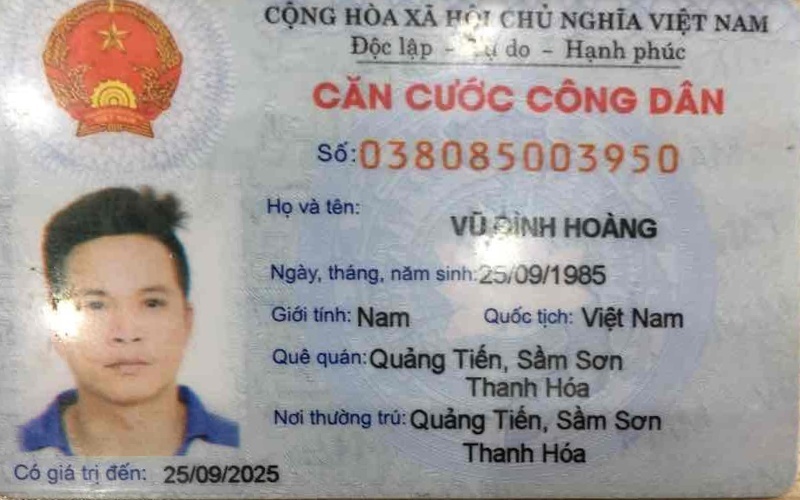 CỘNG HÒA XÃ HỘI CHỦ NGHĨA VIỆT NAM
Độc lập - Tự do - Hạnh phúc
CĂN CƯỚC CÔNG DÂN
Số: 038085003950
Họ và tên:
VŨ ĐÌNH HOÀNG
Ngày, tháng, năm sinh: 25/09/1985
Giới tính: Nam Quốc tịch: Việt Nam
Quê quán: Quảng Tiến, Sầm Sơn
Thanh Hóa
Nơi thường trú: Quảng Tiến, Sầm Sơn
Thanh Hóa
Có giá trị đến: 25/09/2025